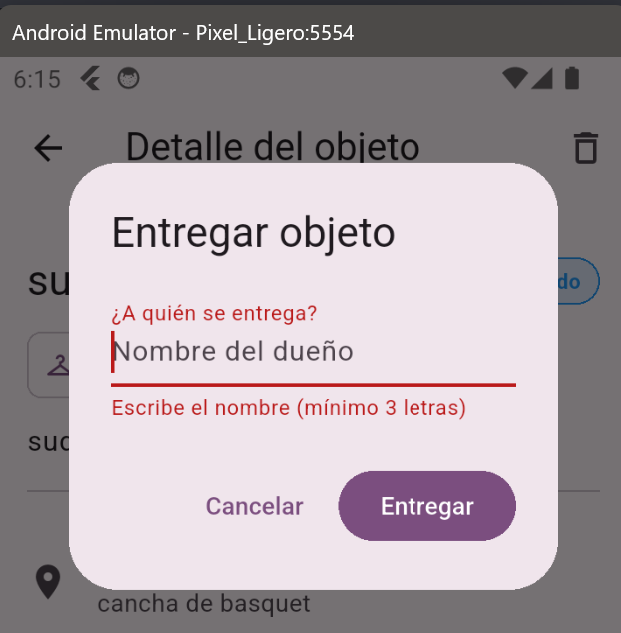 Android Emulator - Pixel_Ligero:5554
6:15
Detalle del objeto
Entregar objeto
¿A quién se entrega?
Nombre del dueño
Escribe el nombre (mínimo 3 letras)
Cancelar
Entregar
cancha de basquet